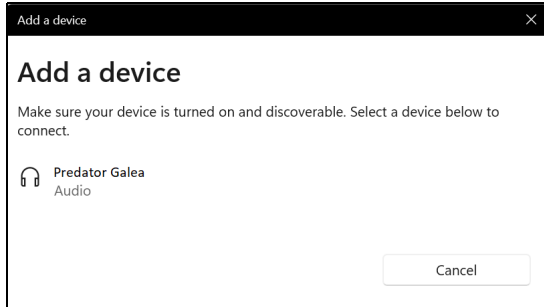 Add a device
Add a device
Make sure your device is turned on and discoverable. Select a device below to
connect.
Predator Galea
Audio
Cancel